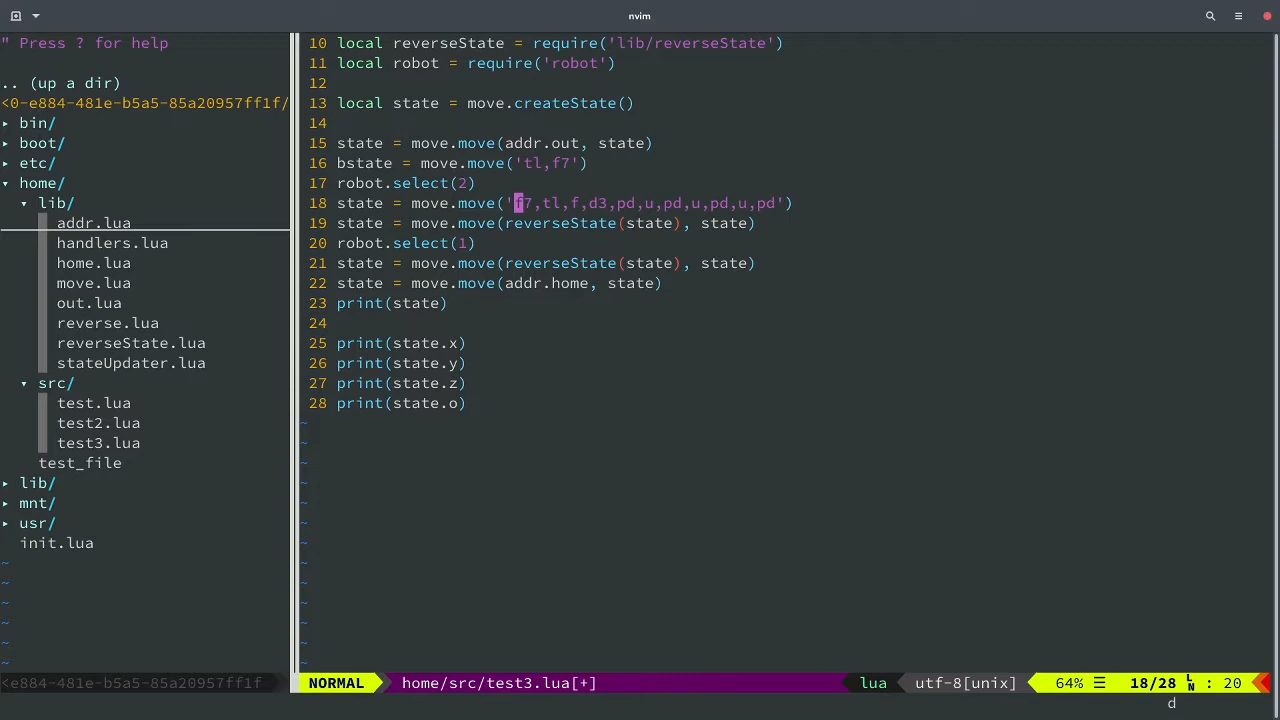 nvim
" Press ? for help
.. (up a dir)
<0-e884-481e-b5a5-85a20957ff1f/
▸ bin/
▸ boot/
▸ etc/
▾ home/
▾ lib/
addr.lua
handlers.lua
home.lua
move.lua
out.lua
reverse.lua
reverseState.lua
stateUpdater.lua
▾ src/
test.lua
test2.lua
test3.lua
test_file
▸ lib/
▸ mnt/
▸ usr/
init.lua
~
~
~
~
~
<e884-481e-b5a5-85a20957ff1f
10 local reverseState = require('lib/reverseState')
11 local robot = require('robot')
12
13 local state = move.createState()
14
15 state = move.move(addr.out, state)
16 bstate = move.move('tl,f7')
17 robot.select(2)
18 state = move.move('f7,tl,f,d3,pd,u,pd,u,pd,u,pd')
19 state = move.move(reverseState(state), state)
20 robot.select(1)
21 state = move.move(reverseState(state), state)
22 state = move.move(addr.home, state)
23 print(state)
24
25 print(state.x)
26 print(state.y)
27 print(state.z)
28 print(state.o)
~
~
~
~
~
~
~
~
~
~
~
~
~
NORMAL home/src/test3.lua[+] lua utf-8[unix] 64% ☰ 18/28 LN : 20
d